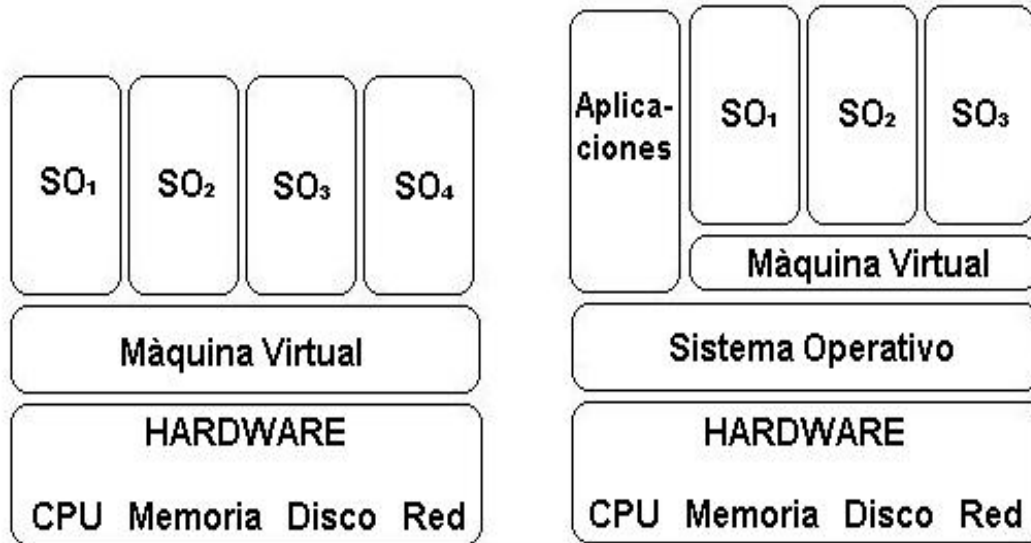 SO₁ SO₂ SO₃ SO₄
Màquina Virtual
HARDWARE
CPU Memoria Disco Red
Aplica-
ciones
SO₁ SO₂ SO₃
Màquina Virtual
Sistema Operativo
HARDWARE
CPU Memoria Disco Red